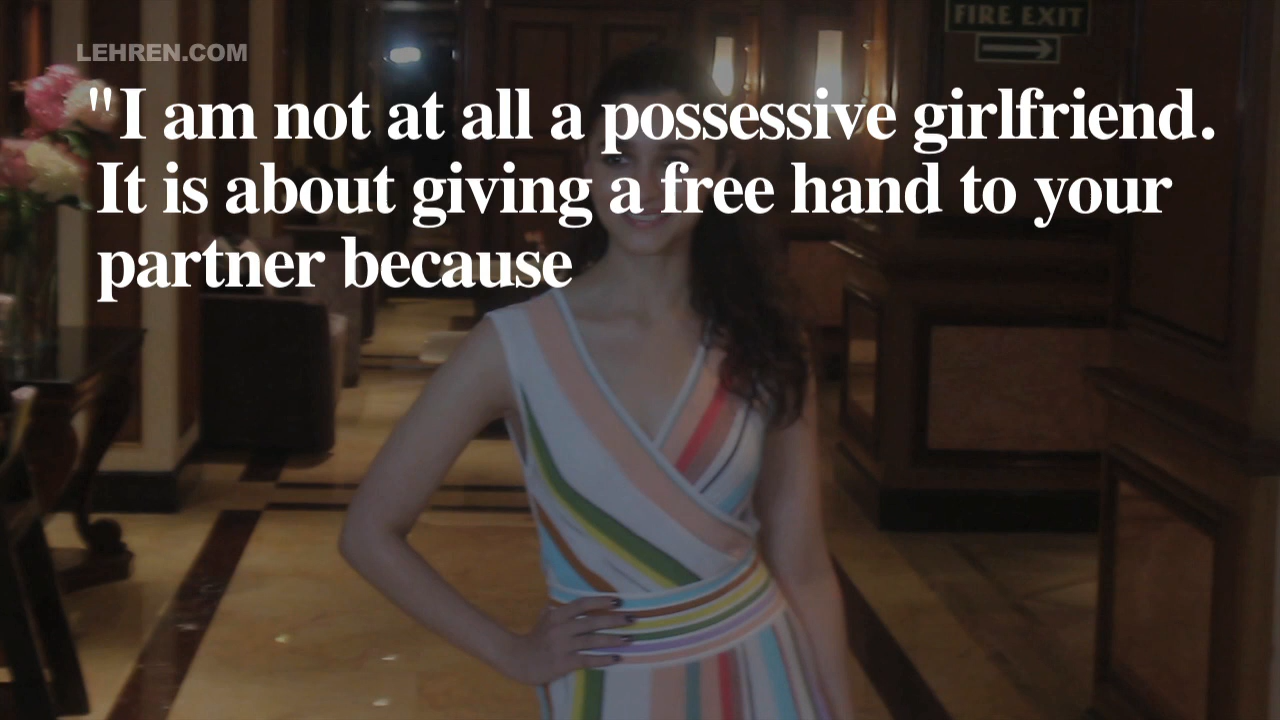 LEHREN.COM
FIRE EXIT
"I am not at all a possessive girlfriend.
It is about giving a free hand to your
partner because